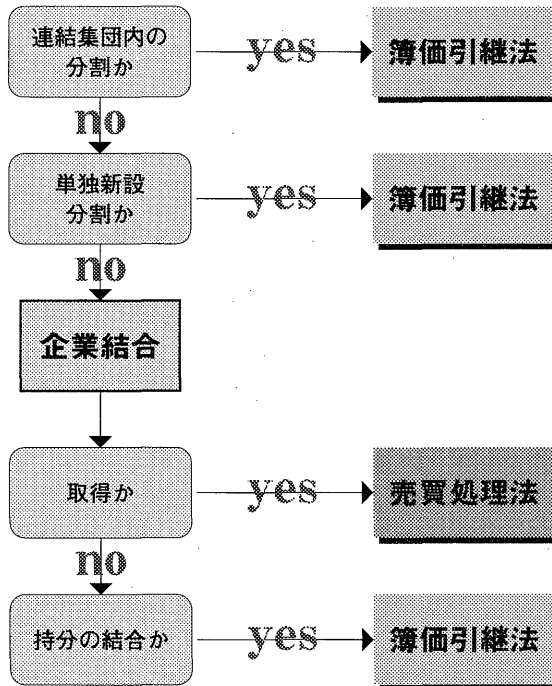 連結集団内の
分割か
yes
簿価引継法
no
単独新設
分割か
yes
簿価引継法
no
企業結合
取得か
yes
売買処理法
no
持分の結合か
yes
簿価引継法